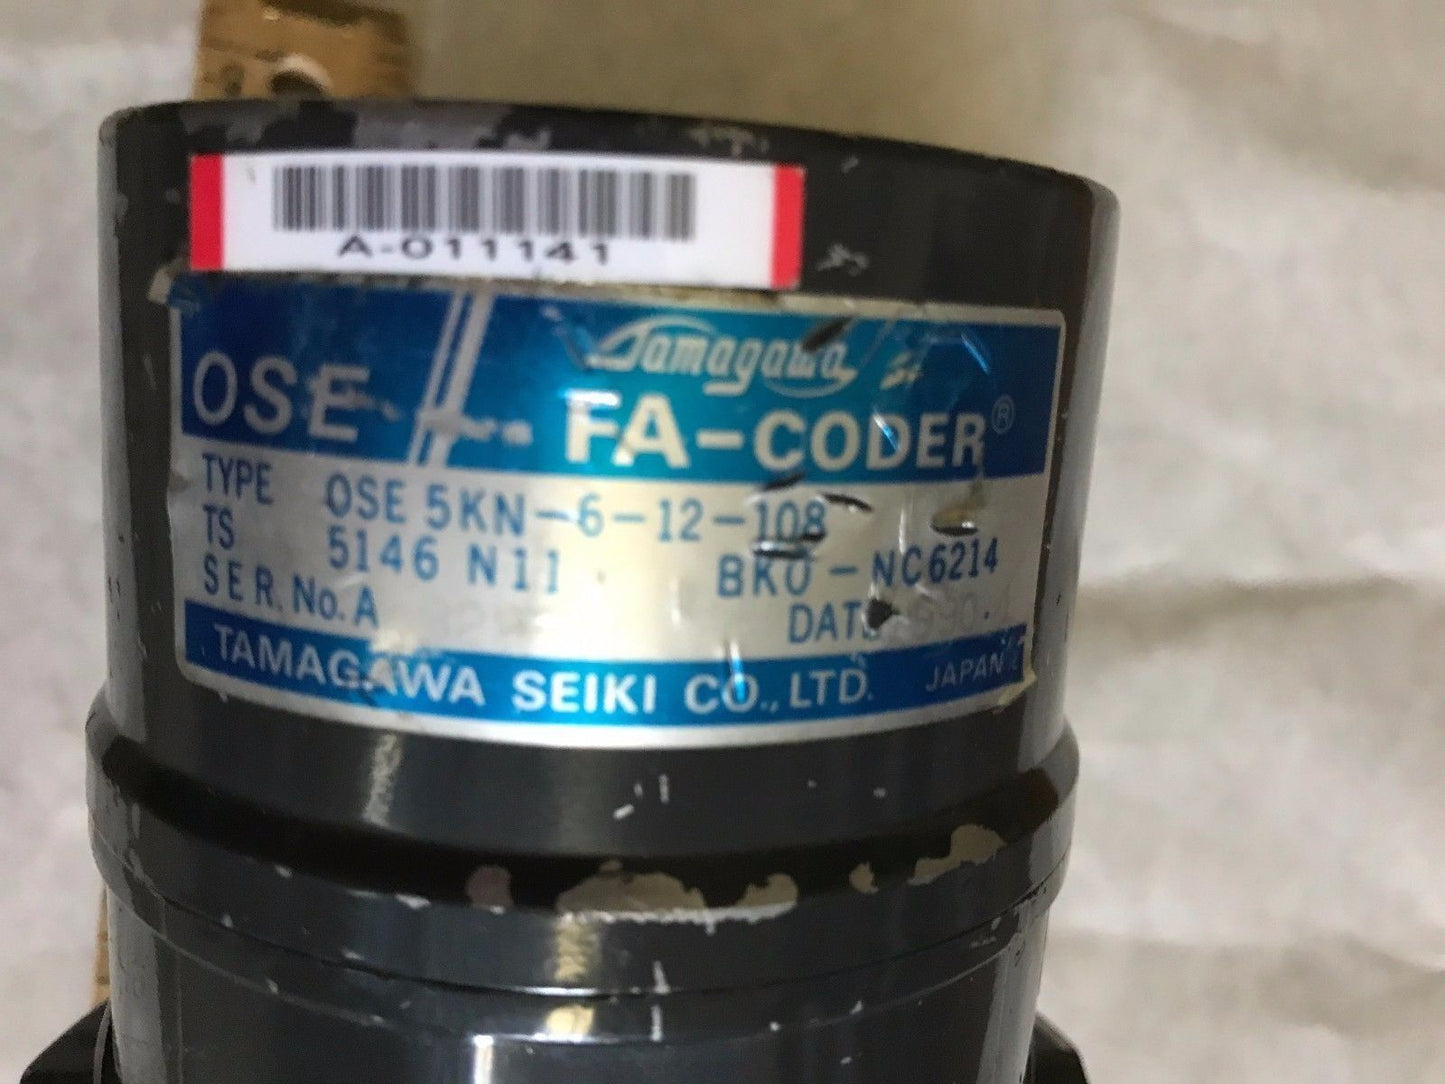 A-011141
Tamagawa
OSE FA-CODER®
TYPE OSE 5KN-6-12-108
TS 5146 N11 BKO-NC6214
SER. No. A DATE
TAMAGAWA SEIKI CO., LTD. JAPAN